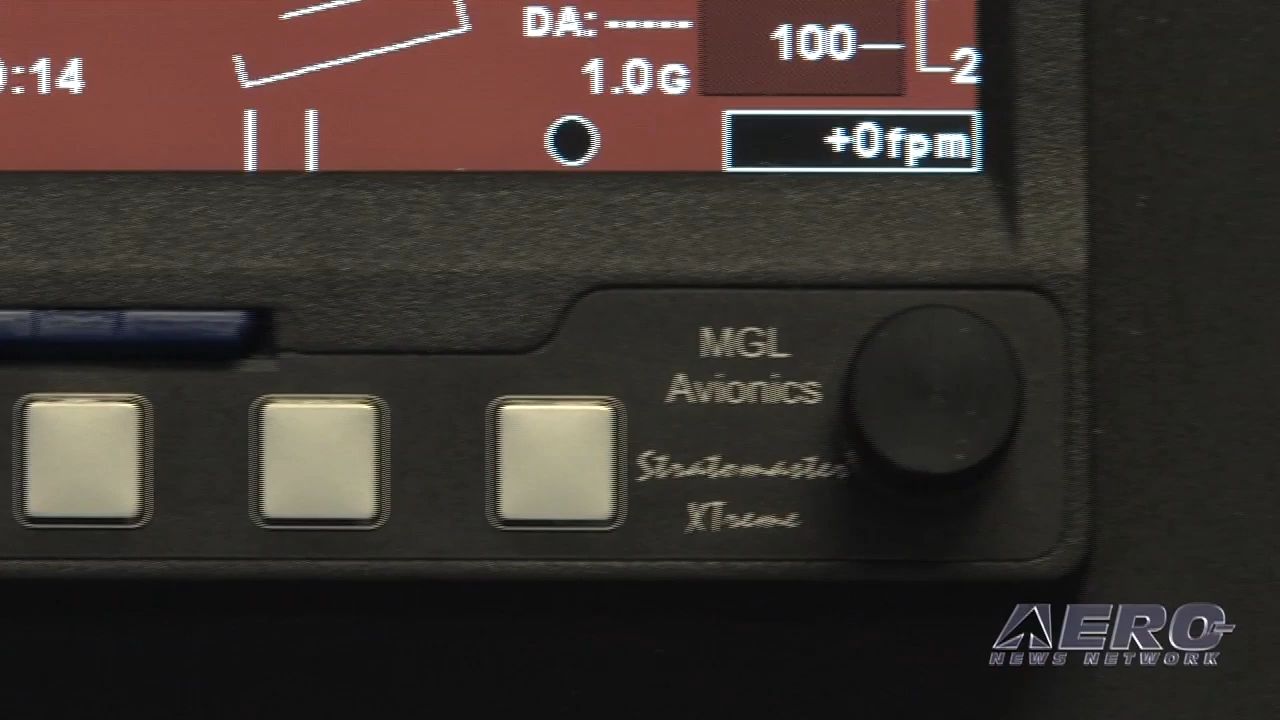 DA:-----
100
2
:14
1.0G
+0fpm
MGL
Avionics
Stratomaster
XTreme
AERO
NEWS NETWORK